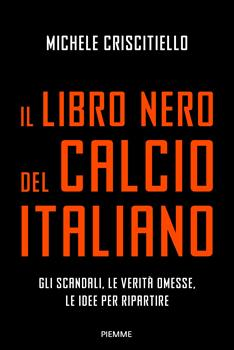 MICHELE CRISCITIELLO
IL LIBRO NERO
DEL CALCIO
ITALIANO
GLI SCANDALI, LE VERITÀ OMESSE,
LE IDEE PER RIPARTIRE
PIEMME